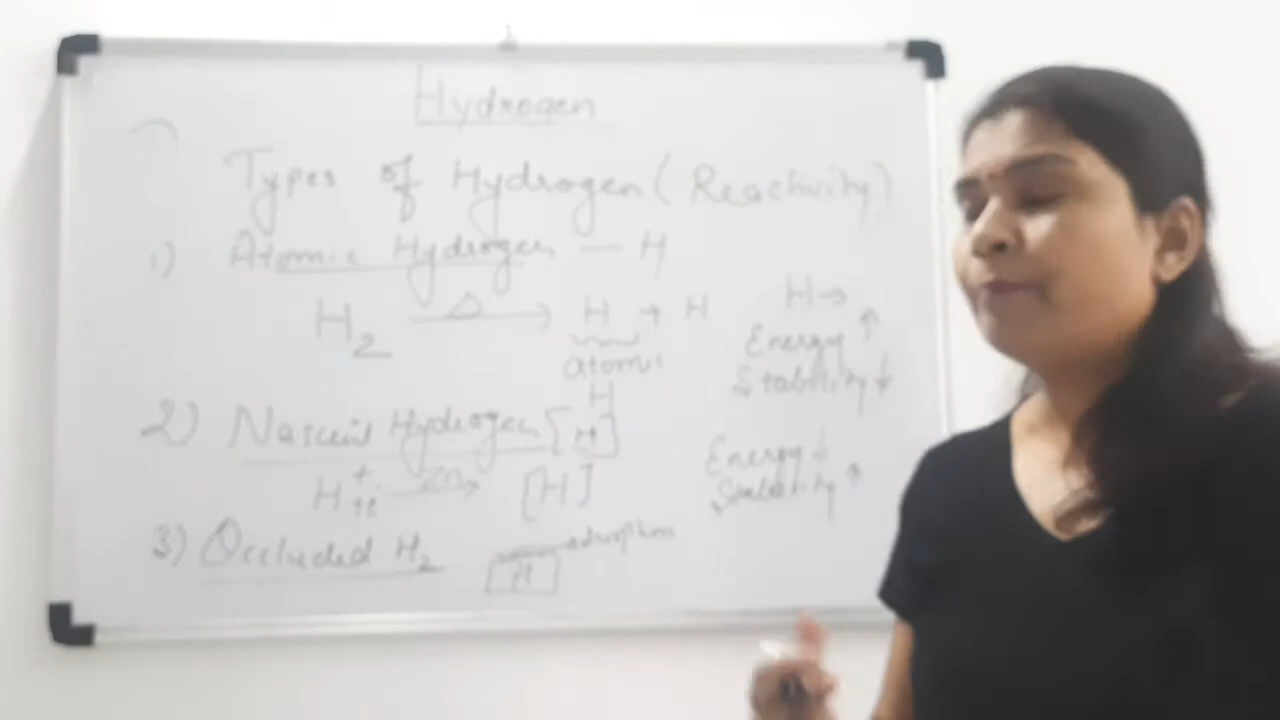 Hydrogen
Types of Hydrogen (Reactivity)
1) Atomic Hydrogen — H
H₂ —Δ→ H + H
atomic
H
H →
Energy ↑
Stability ↓
2) Nascent Hydrogen [H]
H⁺ —Zn→ [H]
Energy ↓
Stability ↑
3) Occluded H₂
adsorption